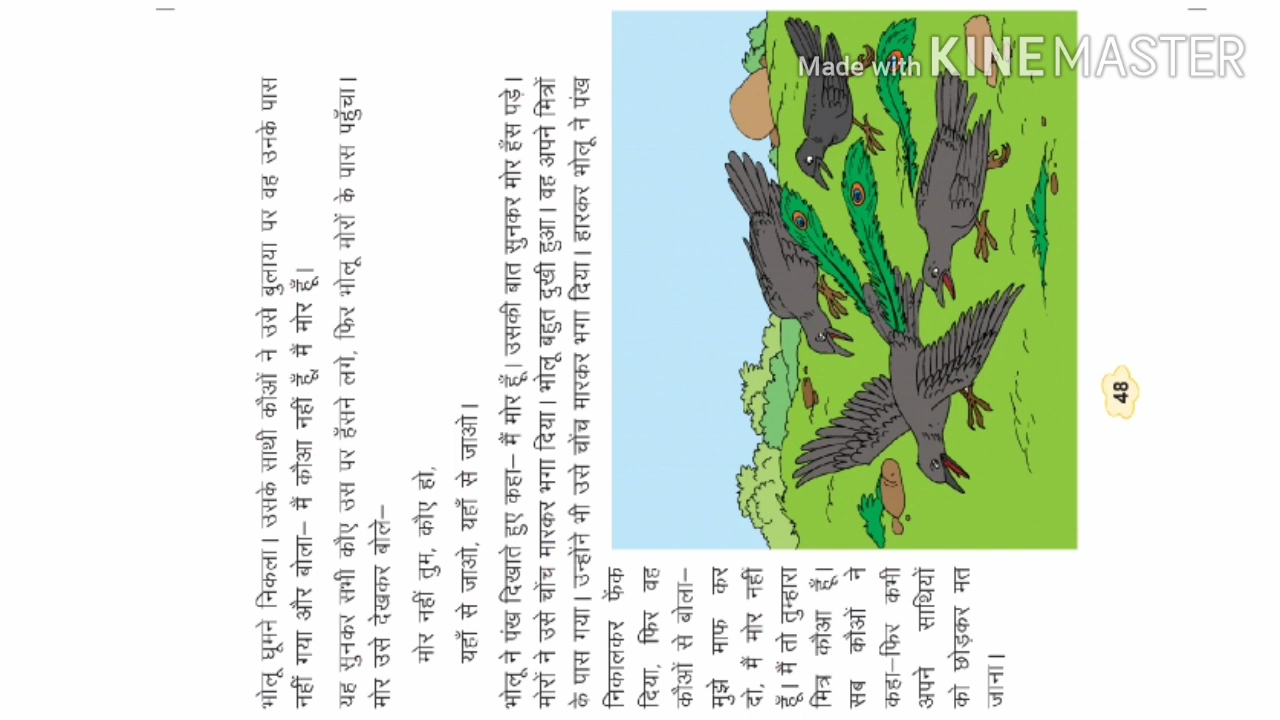 भोलू घूमने निकला। उसके साथी कौओं ने उसे बुलाया पर वह उनके पास
नहीं गया और बोला– मैं कौआ नहीं हूँ, मैं मोर हूँ।
यह सुनकर सभी कौए उस पर हँसने लगे, फिर भोलू मोरों के पास पहुँचा।
मोर उसे देखकर बोले–
मोर नहीं तुम, कौए हो,
यहाँ से जाओ, यहाँ से जाओ।
भोलू ने पंख दिखाते हुए कहा– मैं मोर हूँ। उसकी बात सुनकर मोर हँस पड़े।
मोरों ने उसे चोंच मारकर भगा दिया। भोलू बहुत दुखी हुआ। वह अपने मित्रों
के पास गया। उन्होंने भी उसे चोंच मारकर भगा दिया। हारकर भोलू ने पंख
निकालकर फेंक
दिया, फिर वह
कौओं से बोला–
मुझे माफ कर
दो, मैं मोर नहीं
हूँ। मैं तो तुम्हारा
मित्र कौआ हूँ।
सब कौओं ने
कहा–फिर कभी
अपने साथियों
को छोड़कर मत
जाना।
48
Made with KINEMASTER